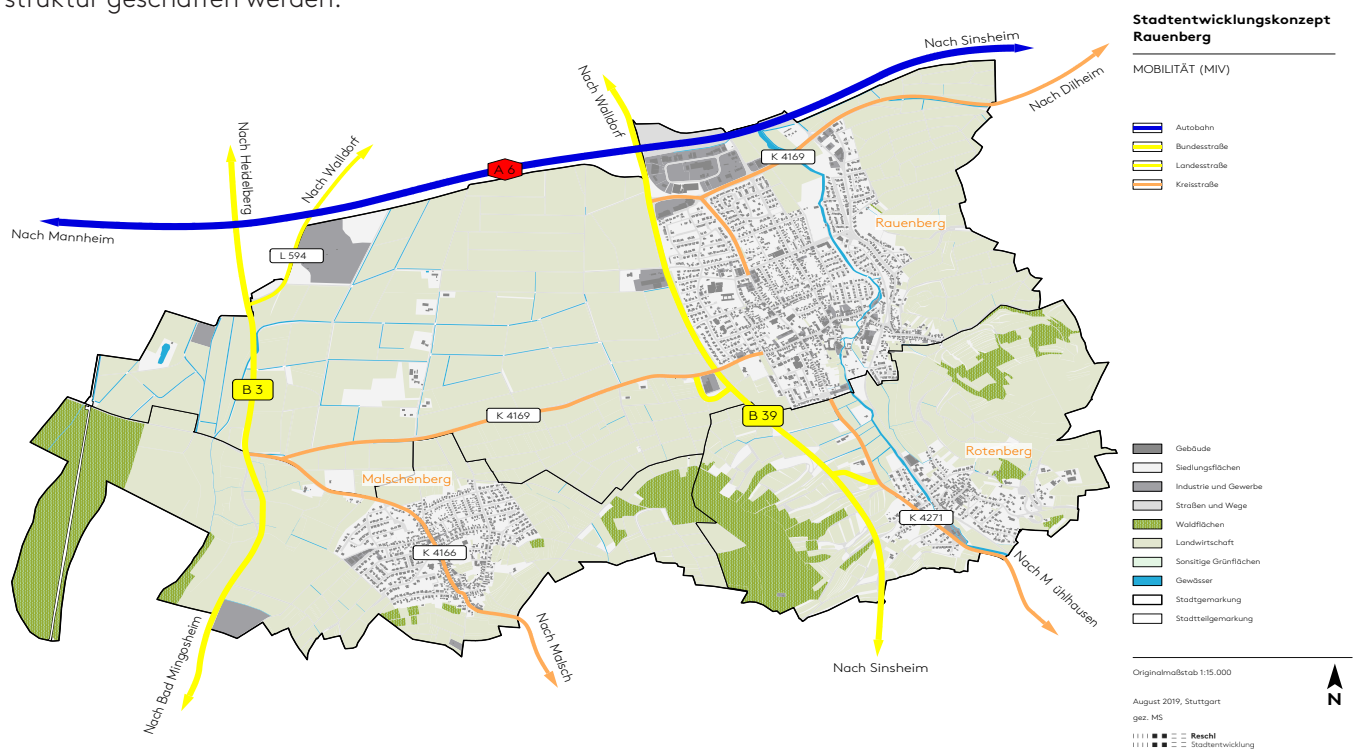 struktur geschaffen werden.
Stadtentwicklungskonzept
Rauenberg
MOBILITÄT (MIV)
Autobahn
Bundesstraße
Landesstraße
Kreisstraße
Nach Sinsheim
Nach Dilheim
Nach Walldorf
Nach Heidelberg
Nach Walldorf
K 4169
A 6
Nach Mannheim
L 594
Rauenberg
B 3
K 4169
B 39
Rotenberg
Malschenberg
K 4271
K 4166
Nach M ühlhausen
Nach Malsch
Nach Sinsheim
Nach Bad Mingosheim
Gebäude
Siedlungsflächen
Industrie und Gewerbe
Straßen und Wege
Waldflächen
Landwirtschaft
Sonsitige Grünflächen
Gewässer
Stadtgemarkung
Stadtteilgemarkung
Originalmaßstab 1:15.000
August 2019, Stuttgart
gez. MS
N
Reschl
Stadtentwicklung